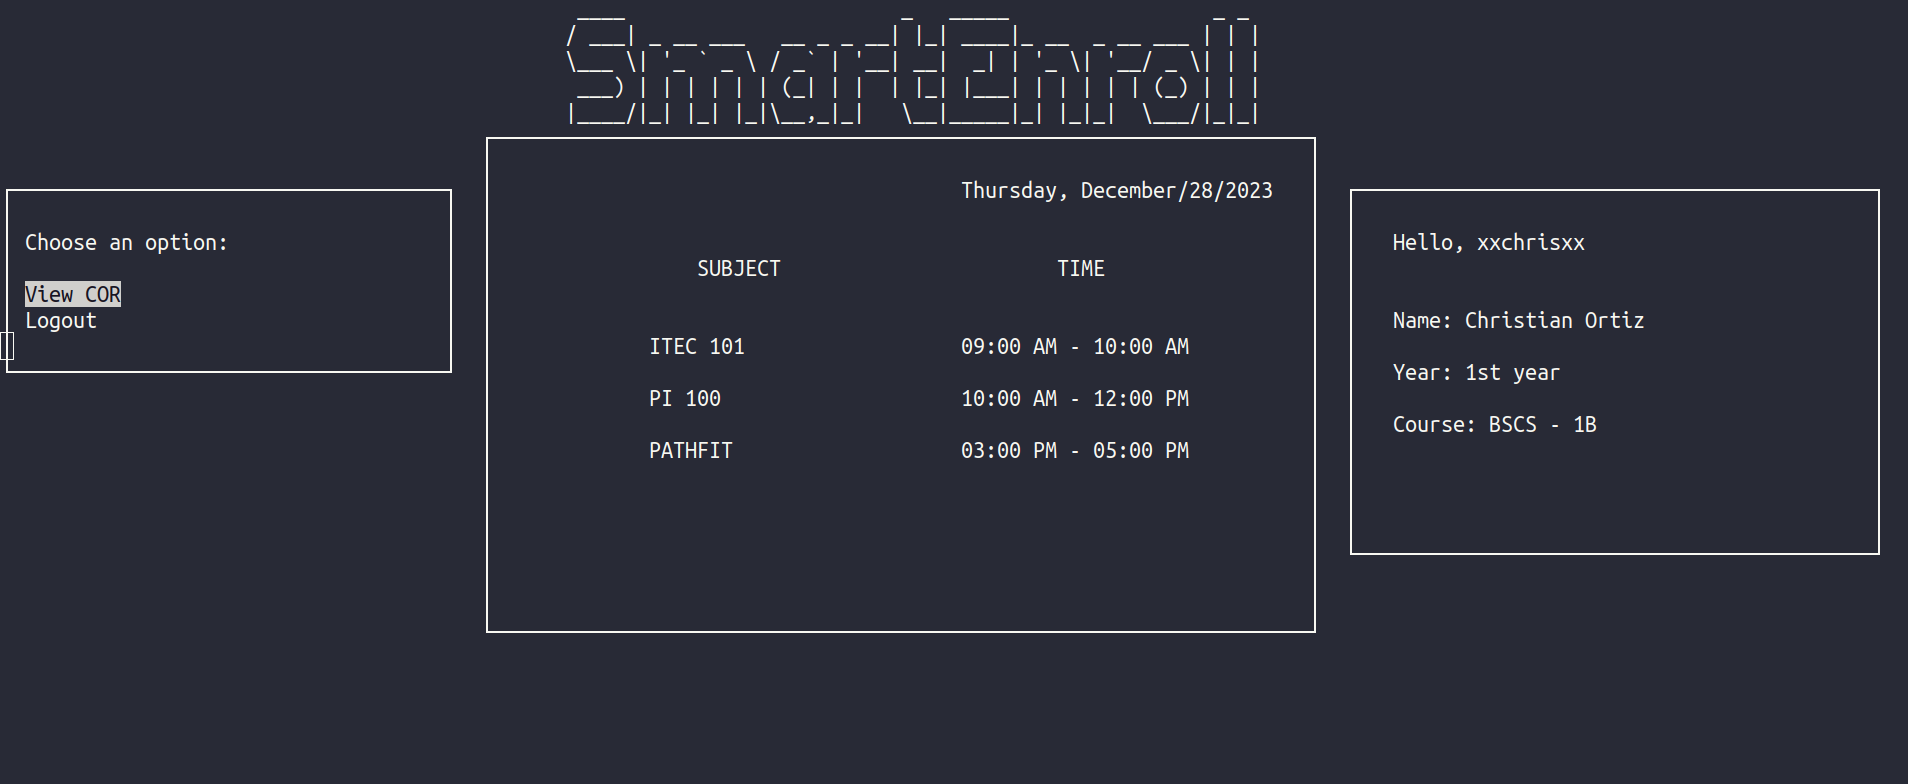 SmartEnroll
Choose an option:
View COR
Logout
Thursday, December/28/2023
SUBJECT TIME
ITEC 101 09:00 AM - 10:00 AM
PI 100 10:00 AM - 12:00 PM
PATHFIT 03:00 PM - 05:00 PM
Hello, xxchrisxx
Name: Christian Ortiz
Year: 1st year
Course: BSCS - 1B